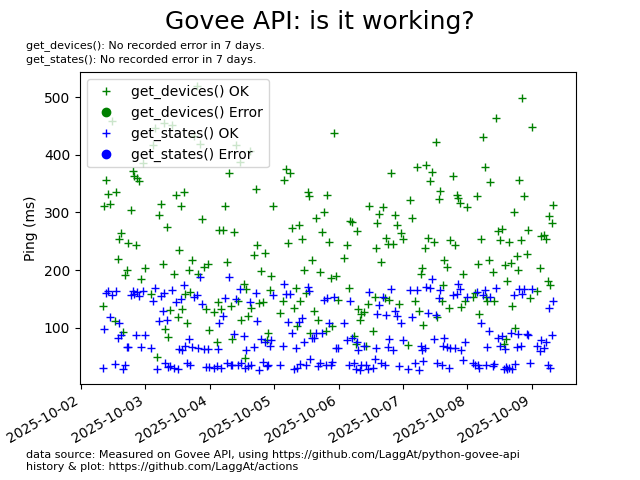 Govee API: is it working?
get_devices(): No recorded error in 7 days.
get_states(): No recorded error in 7 days.
get_devices() OK
get_devices() Error
get_states() OK
get_states() Error
Ping (ms)
500
400
300
200
100
2025-10-02
2025-10-03
2025-10-04
2025-10-05
2025-10-06
2025-10-07
2025-10-08
2025-10-09
data source: Measured on Govee API, using https://github.com/LaggAt/python-govee-api
history & plot: https://github.com/LaggAt/actions